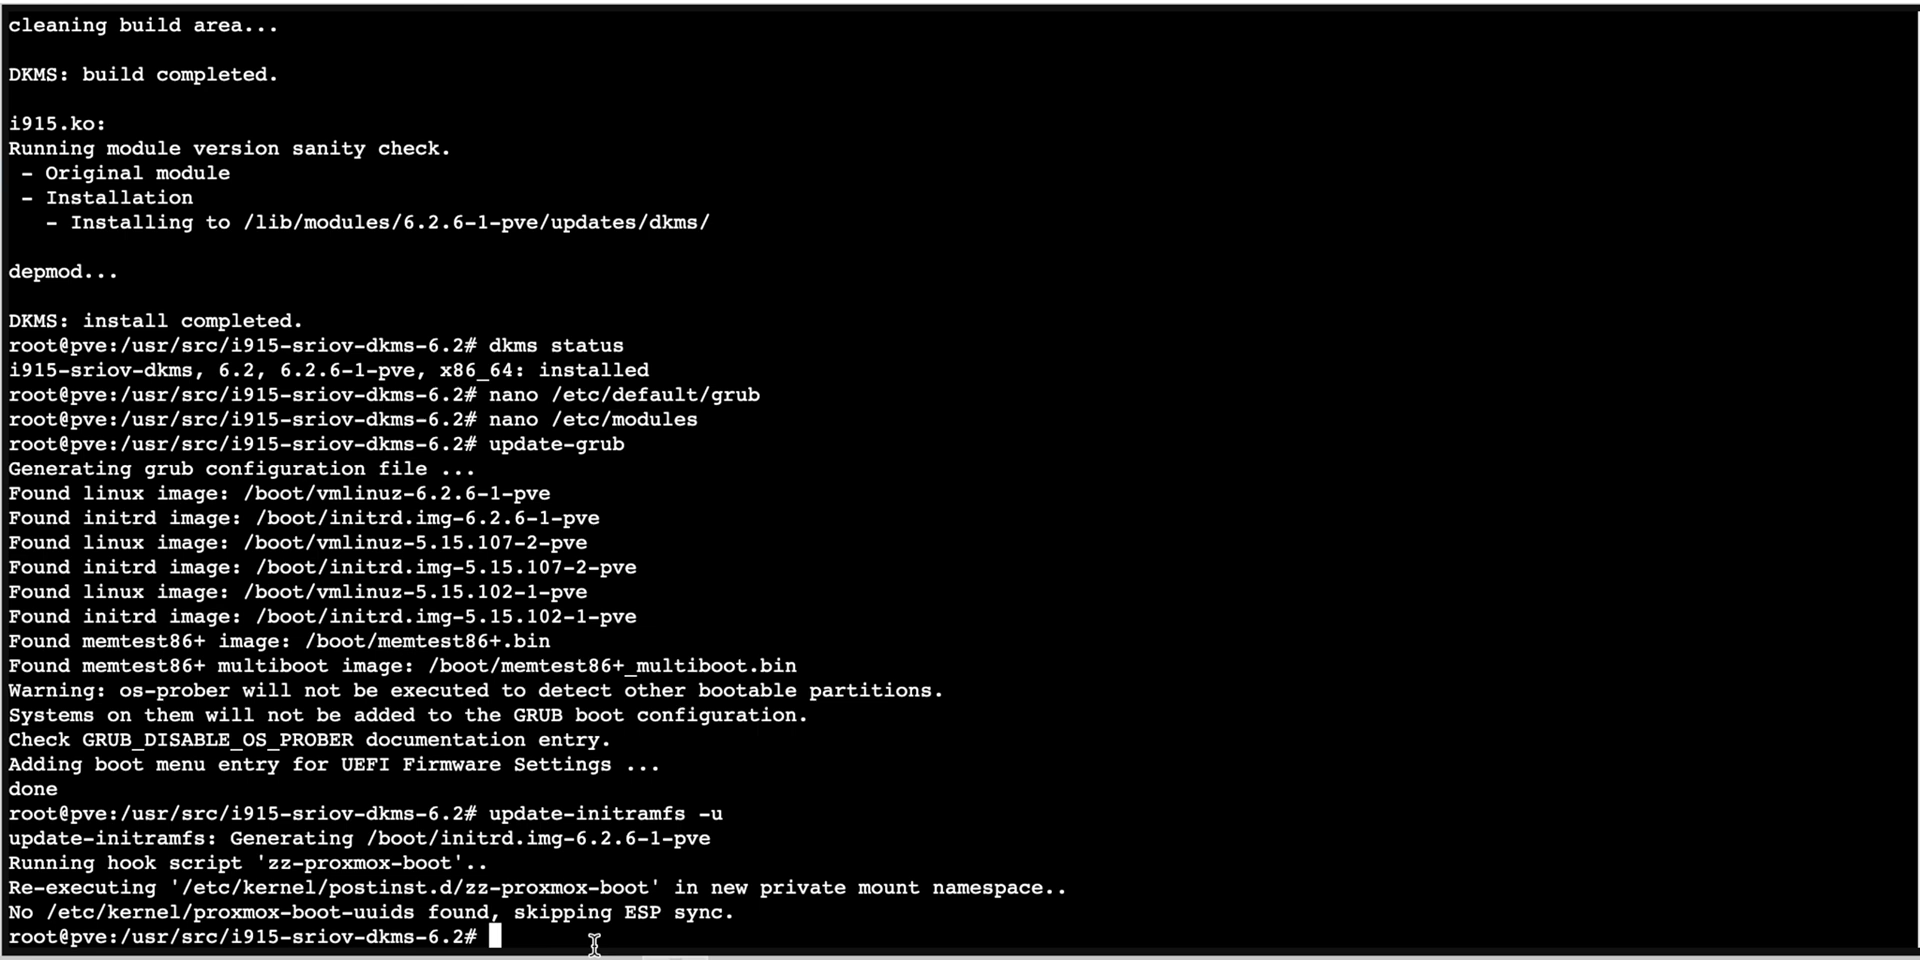 cleaning build area...
DKMS: build completed.
i915.ko:
Running module version sanity check.
 - Original module
 - Installation
   - Installing to /lib/modules/6.2.6-1-pve/updates/dkms/
depmod...
DKMS: install completed.
root@pve:/usr/src/i915-sriov-dkms-6.2# dkms status
i915-sriov-dkms, 6.2, 6.2.6-1-pve, x86_64: installed
root@pve:/usr/src/i915-sriov-dkms-6.2# nano /etc/default/grub
root@pve:/usr/src/i915-sriov-dkms-6.2# nano /etc/modules
root@pve:/usr/src/i915-sriov-dkms-6.2# update-grub
Generating grub configuration file ...
Found linux image: /boot/vmlinuz-6.2.6-1-pve
Found initrd image: /boot/initrd.img-6.2.6-1-pve
Found linux image: /boot/vmlinuz-5.15.107-2-pve
Found initrd image: /boot/initrd.img-5.15.107-2-pve
Found linux image: /boot/vmlinuz-5.15.102-1-pve
Found initrd image: /boot/initrd.img-5.15.102-1-pve
Found memtest86+ image: /boot/memtest86+.bin
Found memtest86+ multiboot image: /boot/memtest86+_multiboot.bin
Warning: os-prober will not be executed to detect other bootable partitions.
Systems on them will not be added to the GRUB boot configuration.
Check GRUB_DISABLE_OS_PROBER documentation entry.
Adding boot menu entry for UEFI Firmware Settings ...
done
root@pve:/usr/src/i915-sriov-dkms-6.2# update-initramfs -u
update-initramfs: Generating /boot/initrd.img-6.2.6-1-pve
Running hook script 'zz-proxmox-boot'..
Re-executing '/etc/kernel/postinst.d/zz-proxmox-boot' in new private mount namespace..
No /etc/kernel/proxmox-boot-uuids found, skipping ESP sync.
root@pve:/usr/src/i915-sriov-dkms-6.2#